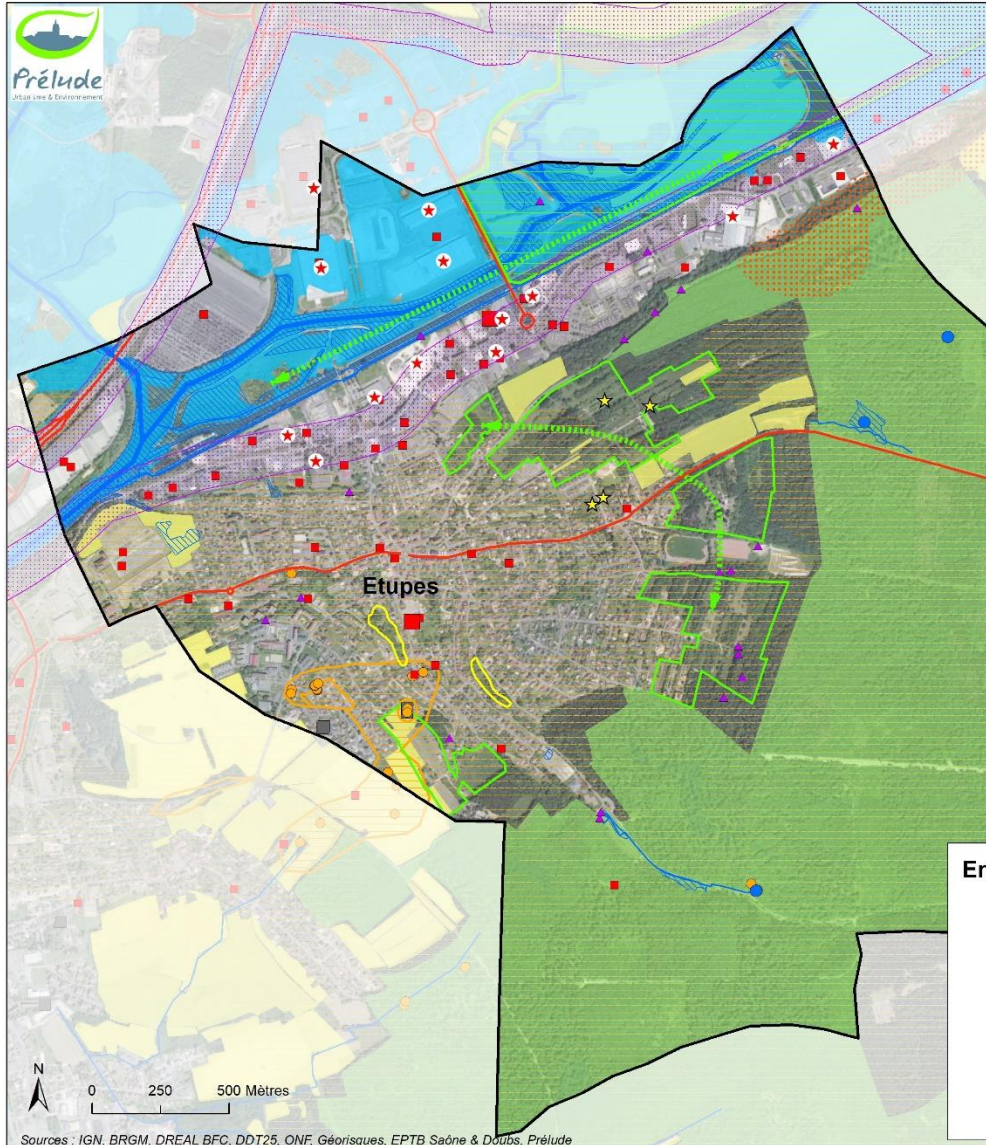 Prélude
Urbanisme & Environnement
Etupes
En
N
0 250 500 Mètres
Sources : IGN, BRGM, DREAL BFC, DDT25, ONF, Géorisques, EPTB Saône & Doubs, Prélude